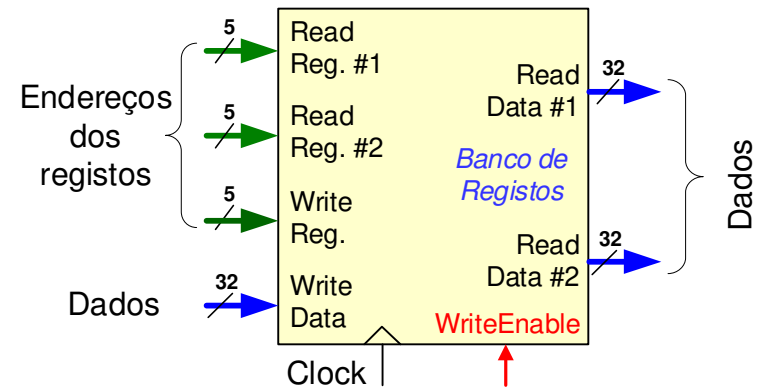 Endereços
dos
registos
5
Read
Reg. #1
5
Read
Reg. #2
5
Write
Reg.
Dados
32
Write
Data
Read
Data #1
32
Banco de
Registos
Read
Data #2
32
Dados
WriteEnable
Clock